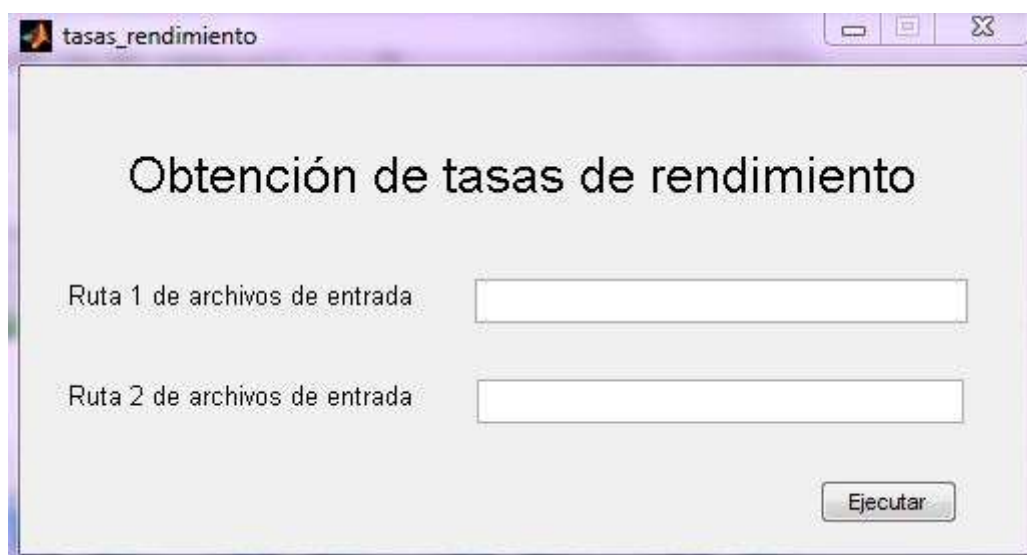 tasas_rendimiento
Obtención de tasas de rendimiento
Ruta 1 de archivos de entrada
Ruta 2 de archivos de entrada
Ejecutar